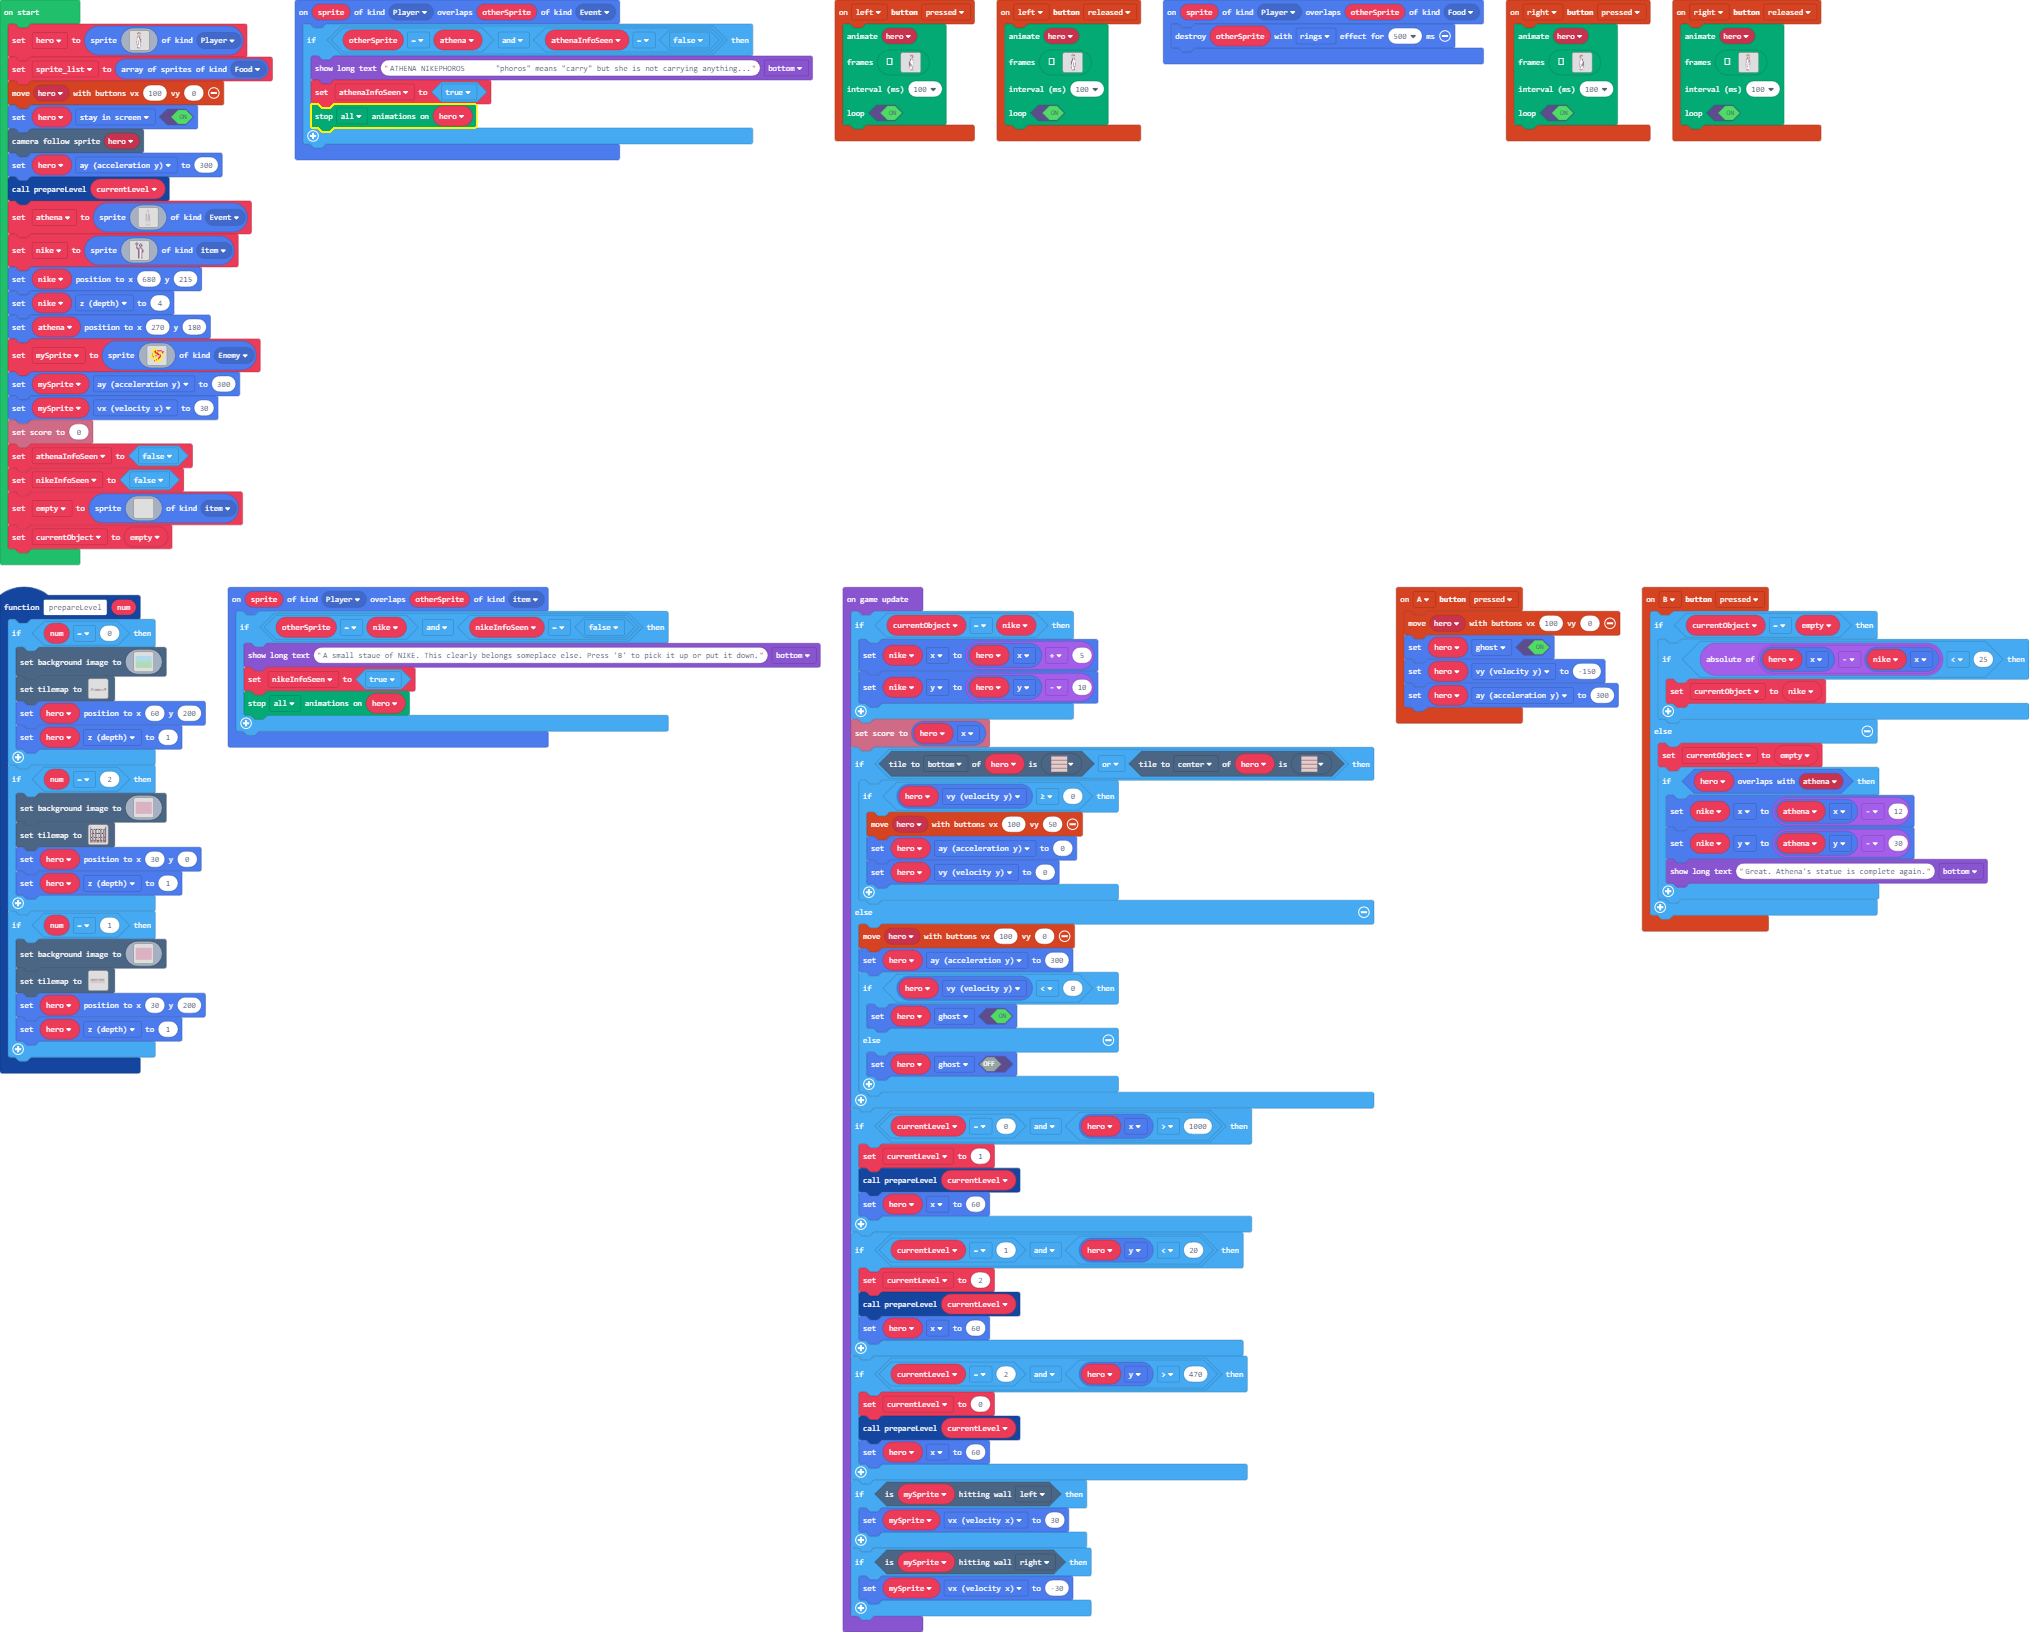 on start
set hero to sprite of kind Player
set sprite_list to array of sprites of kind Food
move hero with buttons vx 100 vy 0
set hero stay in screen ON
camera follow sprite hero
set hero ay (acceleration y) to 300
call prepareLevel currentLevel
set athena to sprite of kind Event
set nike to sprite of kind item
set nike position to x 680 y 215
set nike z (depth) to 4
set athena position to x 270 y 180
set mySprite to sprite of kind Enemy
set mySprite ay (acceleration y) to 300
set mySprite vx (velocity x) to 30
set score to 0
set athenaInfoSeen to false
set nikeInfoSeen to false
set empty to sprite of kind item
set currentObject to empty
on sprite of kind Player overlaps otherSprite of kind Event
if otherSprite = athena and athenaInfoSeen = false then
show long text "ATHENA NIKEPHOROS "phoros" means "carry" but she is not carrying anything..." bottom
set athenaInfoSeen to true
stop all animations on hero
on left button pressed
animate hero
frames
interval (ms) 100
loop ON
on left button released
animate hero
frames
interval (ms) 100
loop ON
on sprite of kind Player overlaps otherSprite of kind Food
destroy otherSprite with rings effect for 500 ms
on right button pressed
animate hero
frames
interval (ms) 100
loop ON
on right button released
animate hero
frames
interval (ms) 100
loop ON
function prepareLevel num
if num = 0 then
set background image to
set tilemap to
set hero position to x 60 y 200
set hero z (depth) to 1
if num = 2 then
set background image to
set tilemap to
set hero position to x 30 y 0
set hero z (depth) to 1
if num = 1 then
set background image to
set tilemap to
set hero position to x 30 y 200
set hero z (depth) to 1
on sprite of kind Player overlaps otherSprite of kind item
if otherSprite = nike and nikeInfoSeen = false then
show long text "A small staue of NIKE. This clearly belongs someplace else. Press 'B' to pick it up or put it down." bottom
set nikeInfoSeen to true
stop all animations on hero
on game update
if currentObject = nike then
set nike x to hero x + 5
set nike y to hero y - 10
set score to hero x
if tile to bottom of hero is or tile to center of hero is then
if hero vy (velocity y) ≥ 0 then
move hero with buttons vx 100 vy 50
set hero ay (acceleration y) to 0
set hero vy (velocity y) to 0
else
move hero with buttons vx 100 vy 0
set hero ay (acceleration y) to 300
if hero vy (velocity y) < 0 then
set hero ghost ON
else
set hero ghost OFF
if currentLevel = 0 and hero x > 1000 then
set currentLevel to 1
call prepareLevel currentLevel
set hero x to 60
if currentLevel = 1 and hero y < 20 then
set currentLevel to 2
call prepareLevel currentLevel
set hero x to 60
if currentLevel = 2 and hero y > 470 then
set currentLevel to 0
call prepareLevel currentLevel
set hero x to 60
if is mySprite hitting wall left then
set mySprite vx (velocity x) to 30
if is mySprite hitting wall right then
set mySprite vx (velocity x) to -30
on A button pressed
move hero with buttons vx 100 vy 0
set hero ghost ON
set hero vy (velocity y) to -150
set hero ay (acceleration y) to 300
on B button pressed
if currentObject = empty then
if absolute of hero x - nike x < 25 then
set currentObject to nike
else
set currentObject to empty
if hero overlaps with athena then
set nike x to athena x - 12
set nike y to athena y - 30
show long text "Great. Athena's statue is complete again." bottom